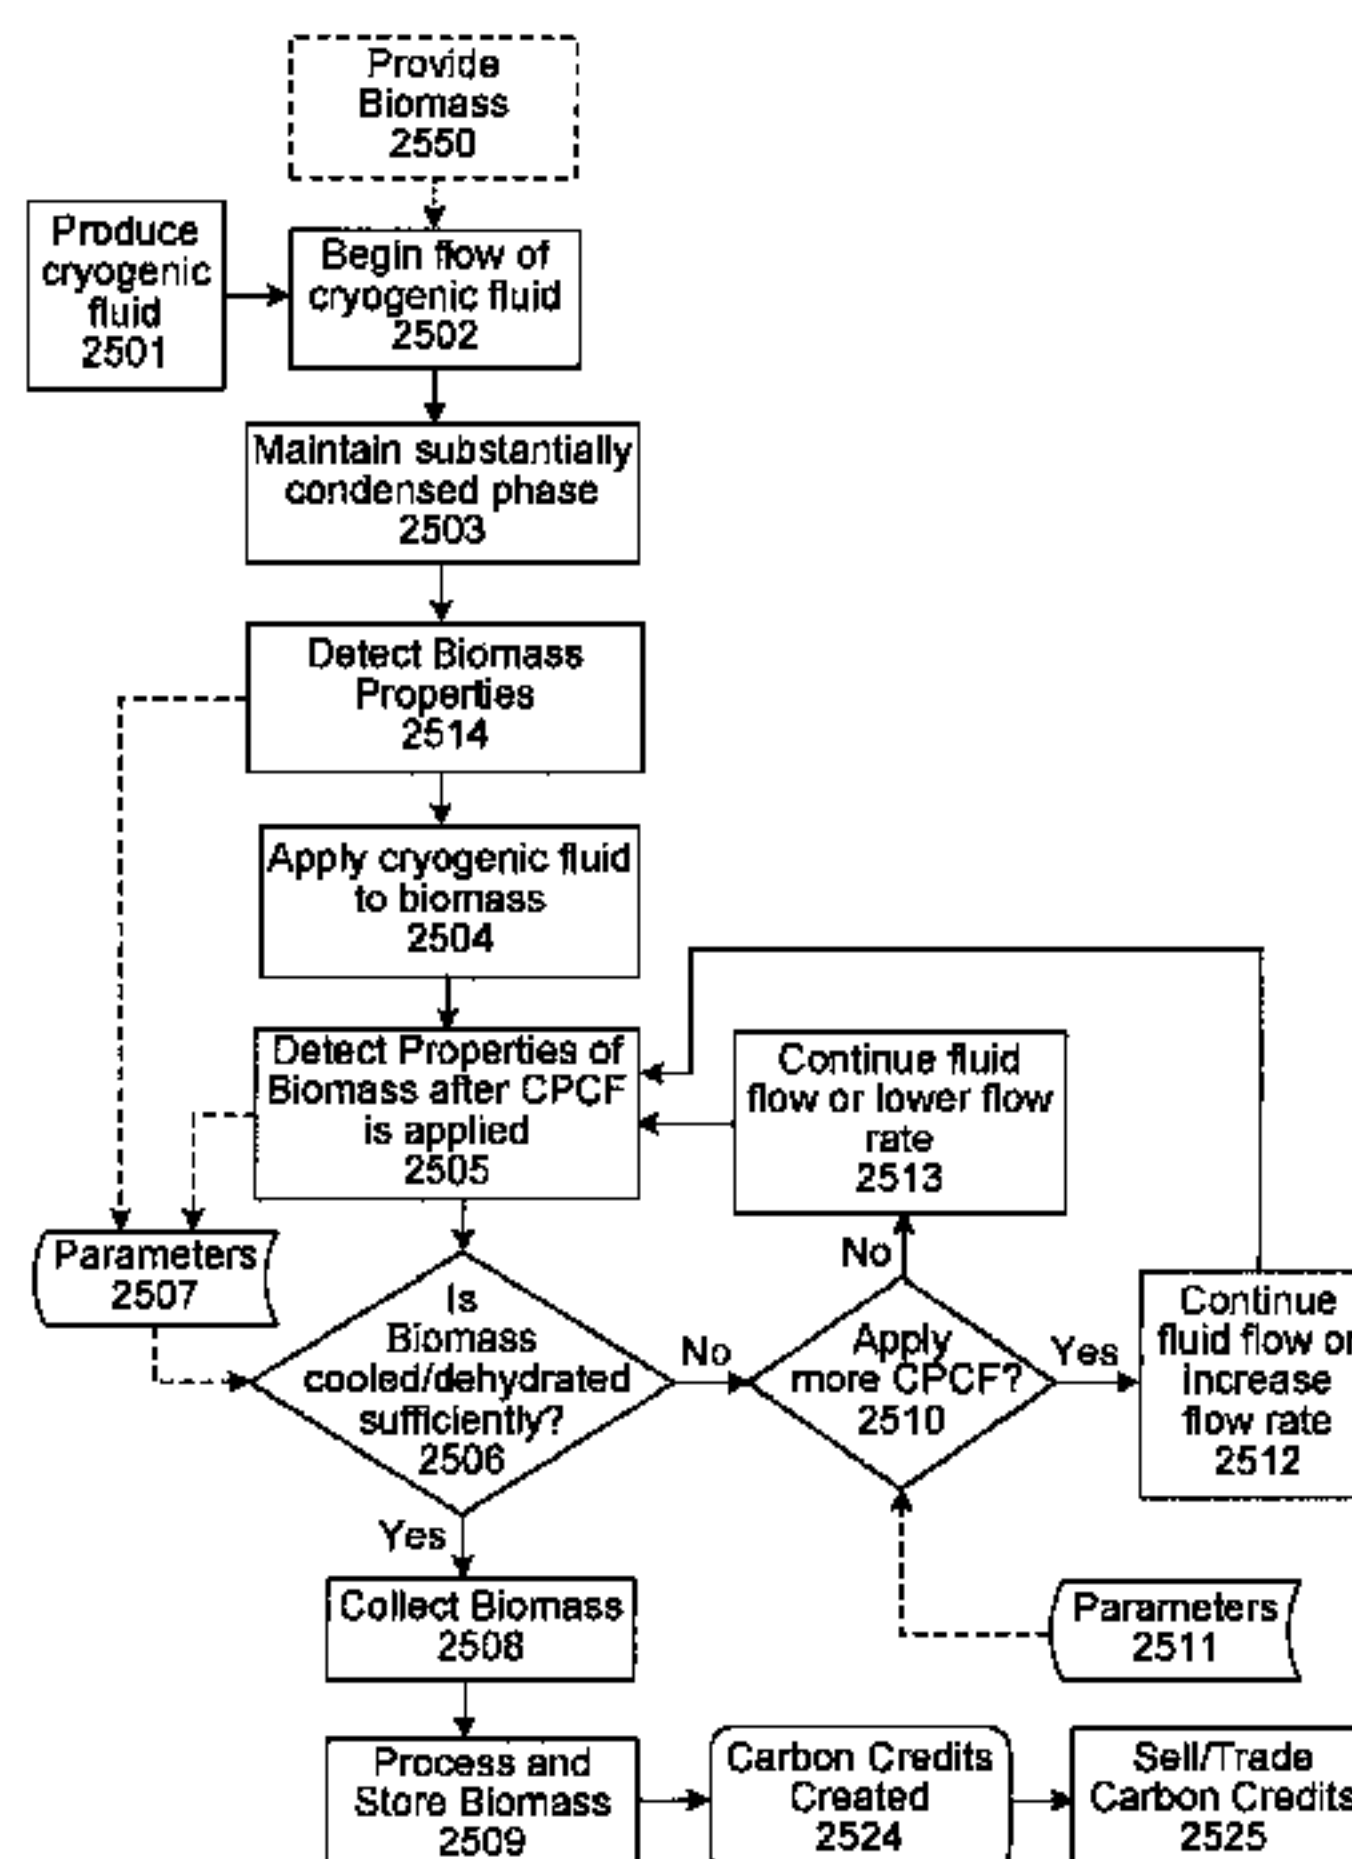 Provide
Biomass
2550
Produce
cryogenic
fluid
2501
Begin flow of
cryogenic fluid
2502
Maintain substantially
condensed phase
2503
Detect Biomass
Properties
2514
Apply cryogenic fluid
to biomass
2504
Detect Properties of
Biomass after CPCF
is applied
2505
Continue fluid
flow or lower flow
rate
2513
Parameters
2507
Is
Biomass
cooled/dehydrated
sufficiently?
2506
No
Apply
more CPCF?
2510
No
Yes
Continue
fluid flow or
increase
flow rate
2512
Yes
Collect Biomass
2508
Parameters
2511
Process and
Store Biomass
2509
Carbon Credits
Created
2524
Sell/Trade
Carbon Credits
2525